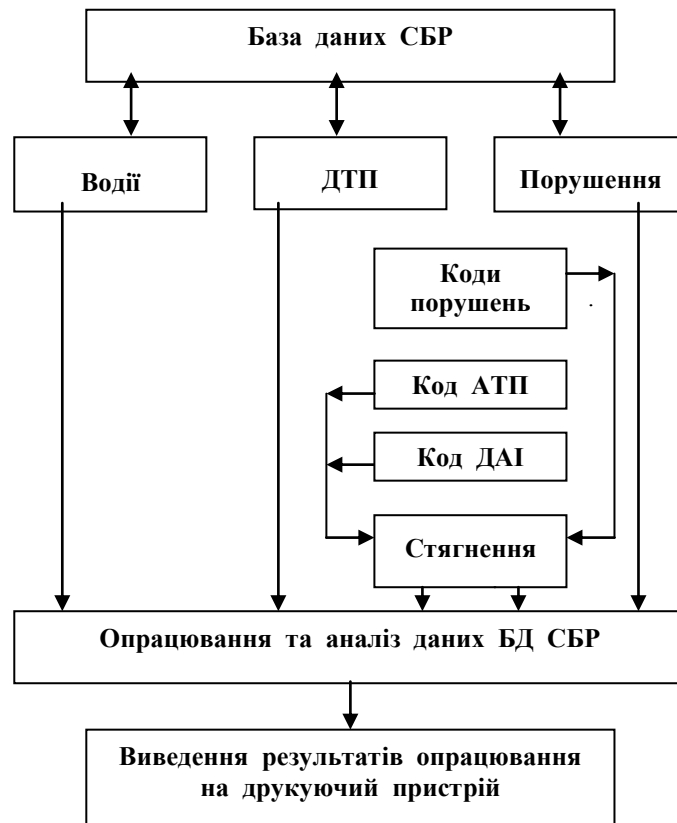 База даних СБР
Водії
ДТП
Порушення
Коди
порушень
Код АТП
Код ДАІ
Стягнення
Опрацювання та аналіз даних БД СБР
Виведення результатів опрацювання
на друкуючий пристрій